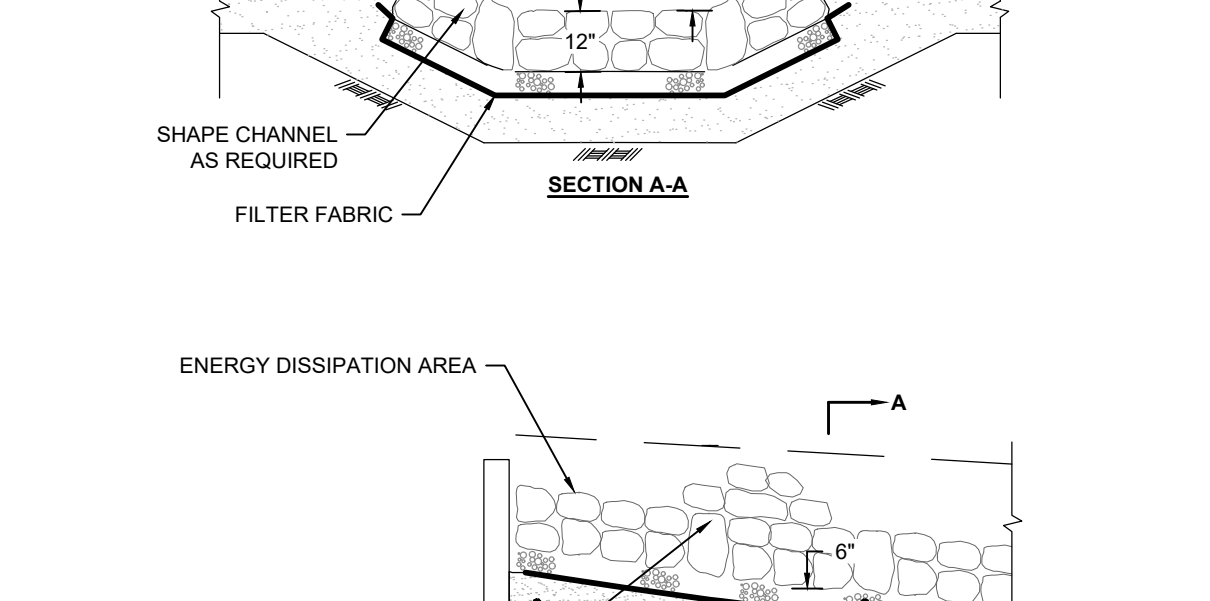 12"
SHAPE CHANNEL
AS REQUIRED
SECTION A-A
FILTER FABRIC
ENERGY DISSIPATION AREA
A
6"